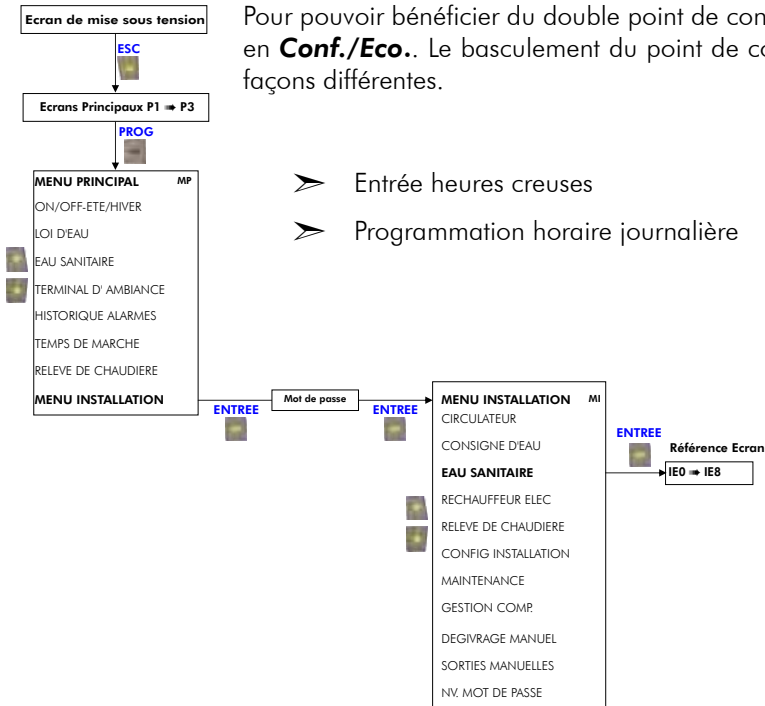 Ecran de mise sous tension
Pour pouvoir bénéficier du double point de con
en Conf./Eco.. Le basculement du point de co
façons différentes.
ESC
Ecrans Principaux P1 ➠ P3
PROG
MENU PRINCIPAL MP
ON/OFF-ETE/HIVER
LOI D'EAU
EAU SANITAIRE
TERMINAL D' AMBIANCE
HISTORIQUE ALARMES
TEMPS DE MARCHE
RELEVE DE CHAUDIERE
MENU INSTALLATION
➢ Entrée heures creuses
➢ Programmation horaire journalière
ENTREE
Mot de passe
ENTREE
MENU INSTALLATION MI
CIRCULATEUR
CONSIGNE D'EAU
EAU SANITAIRE
RECHAUFFEUR ELEC
RELEVE DE CHAUDIERE
CONFIG INSTALLATION
MAINTENANCE
GESTION COMP.
DEGIVRAGE MANUEL
SORTIES MANUELLES
NV. MOT DE PASSE
ENTREE
Référence Ecran
IE0 ➠ IE8